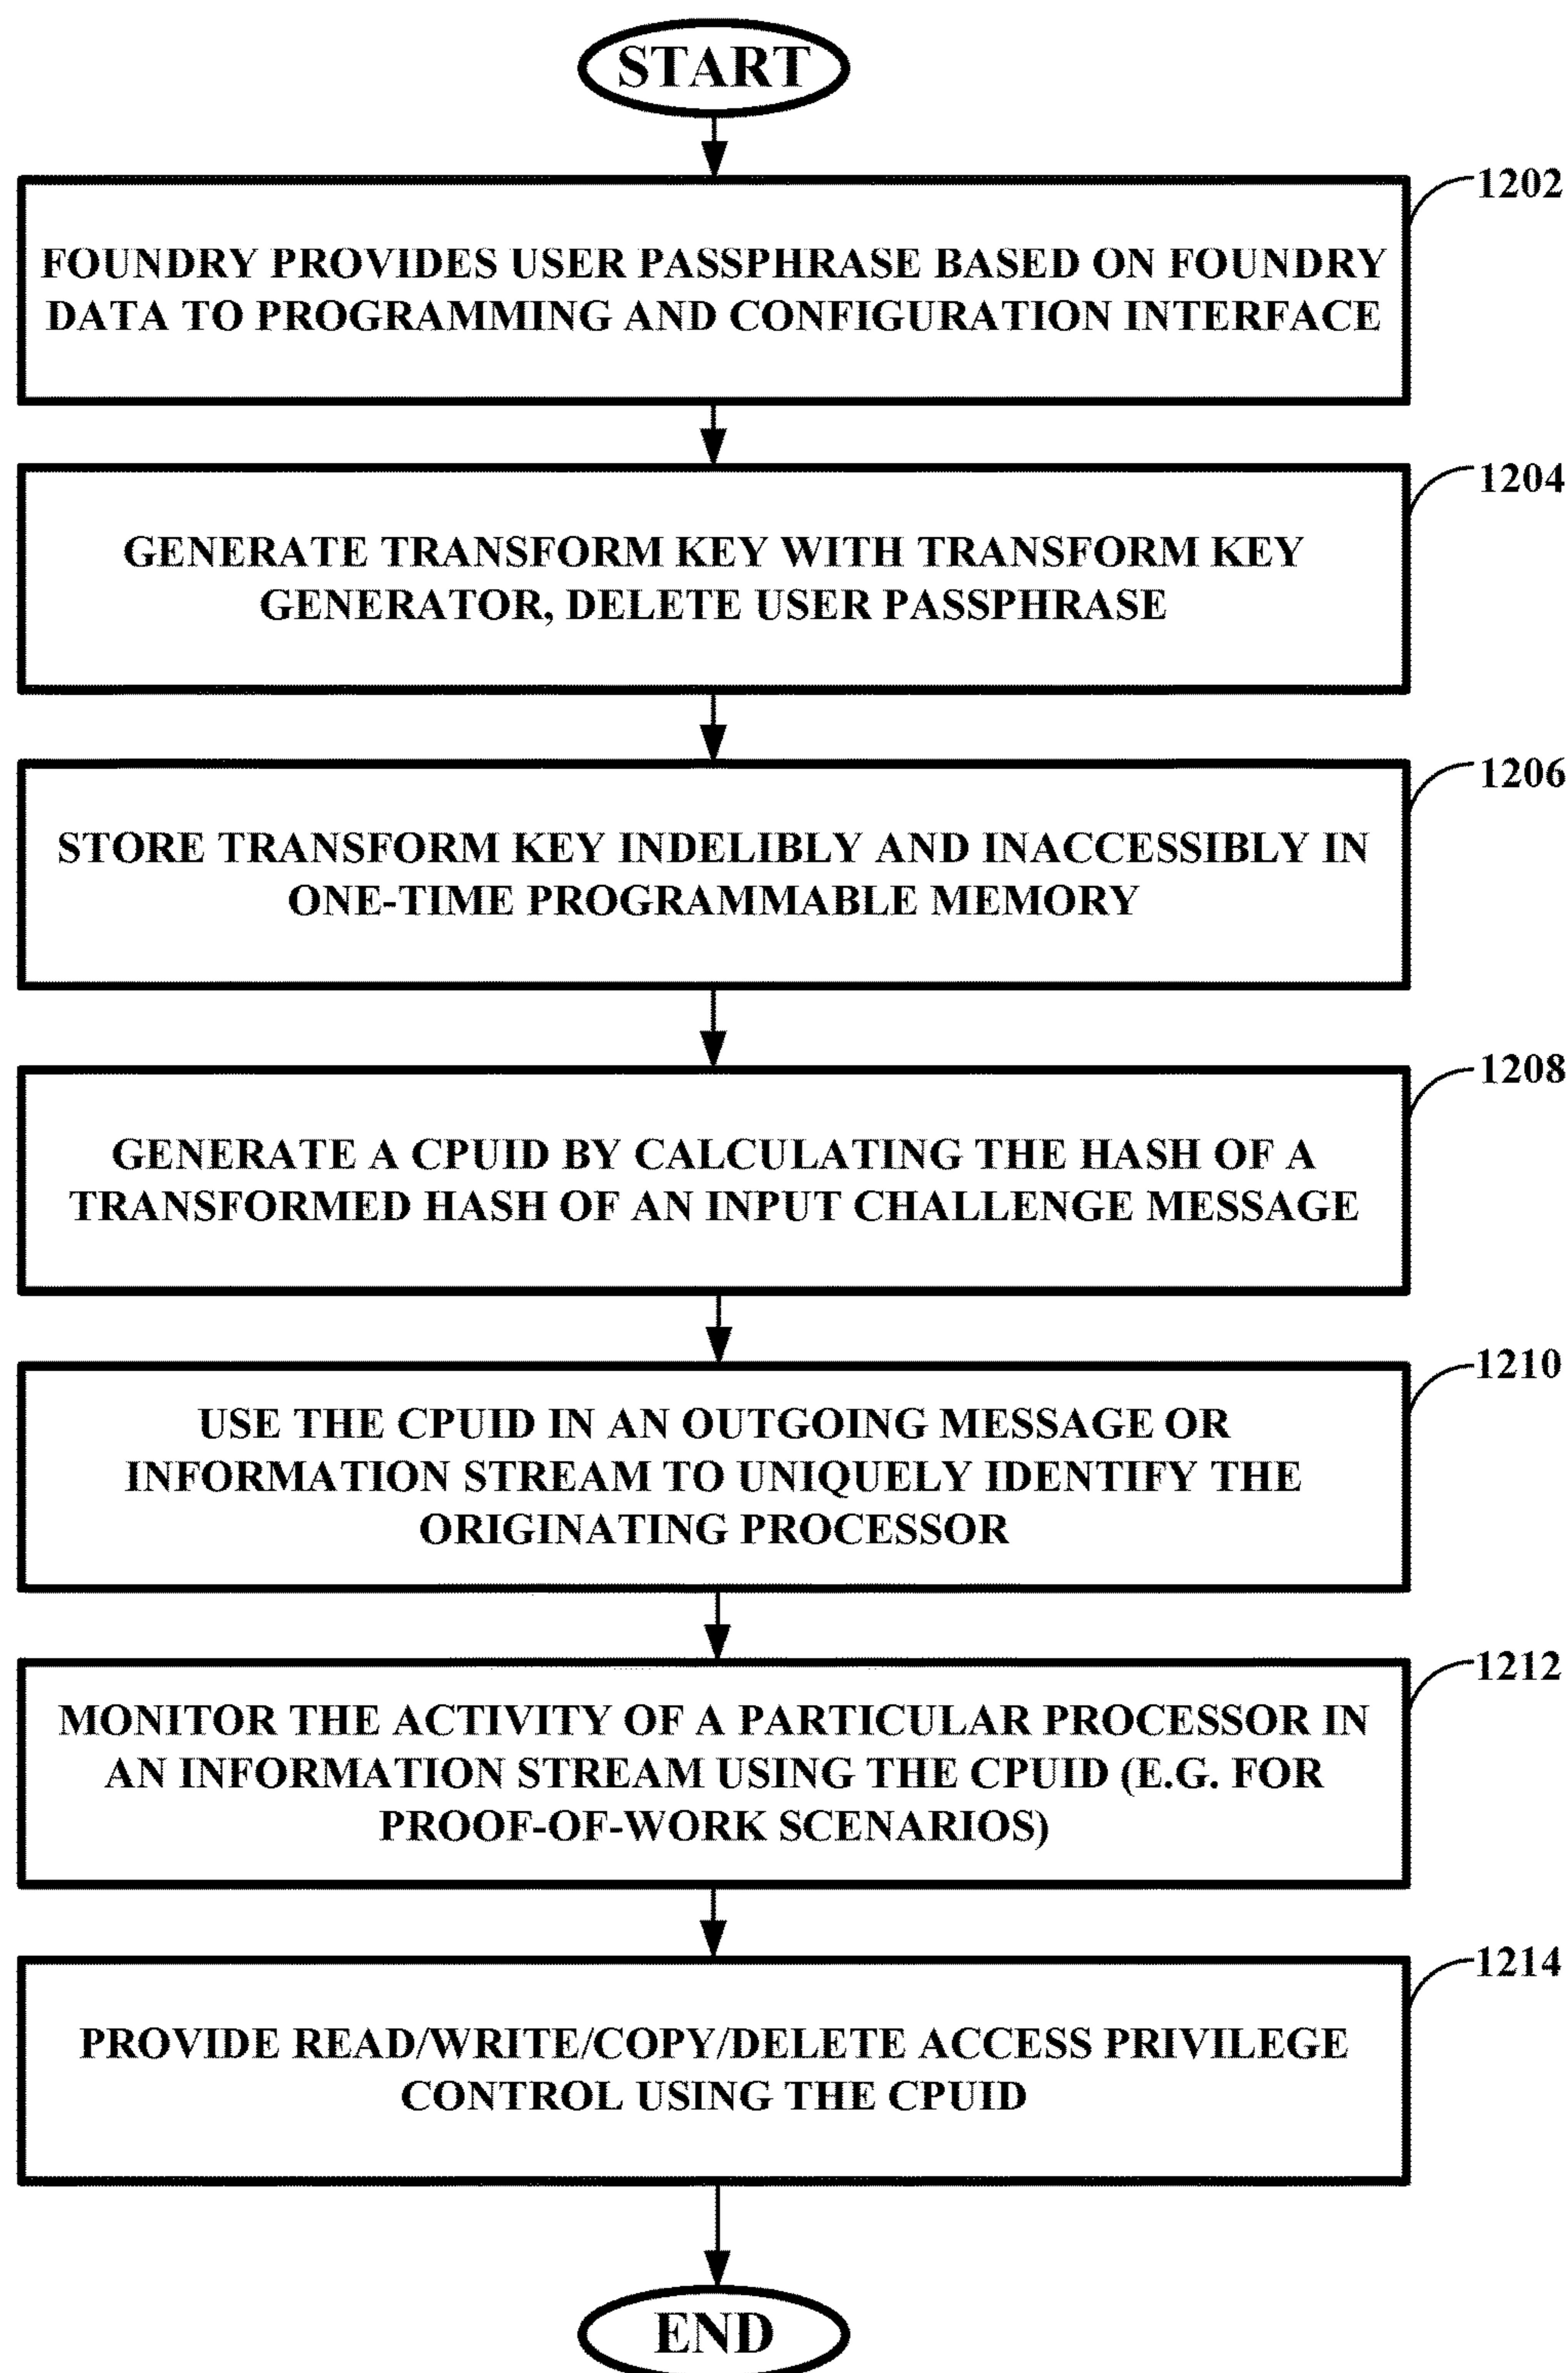 START
1202
FOUNDRY PROVIDES USER PASSPHRASE BASED ON FOUNDRY
DATA TO PROGRAMMING AND CONFIGURATION INTERFACE
1204
GENERATE TRANSFORM KEY WITH TRANSFORM KEY
GENERATOR, DELETE USER PASSPHRASE
1206
STORE TRANSFORM KEY INDELIBLY AND INACCESSIBLY IN
ONE-TIME PROGRAMMABLE MEMORY
1208
GENERATE A CPUID BY CALCULATING THE HASH OF A
TRANSFORMED HASH OF AN INPUT CHALLENGE MESSAGE
1210
USE THE CPUID IN AN OUTGOING MESSAGE OR
INFORMATION STREAM TO UNIQUELY IDENTIFY THE
ORIGINATING PROCESSOR
1212
MONITOR THE ACTIVITY OF A PARTICULAR PROCESSOR IN
AN INFORMATION STREAM USING THE CPUID (E.G. FOR
PROOF-OF-WORK SCENARIOS)
1214
PROVIDE READ/WRITE/COPY/DELETE ACCESS PRIVILEGE
CONTROL USING THE CPUID
END